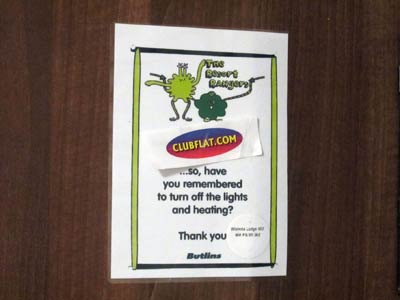 The
Resort
Rangers
CLUBFLAT.COM
...so, have
you remembered
to turn off the lights
and heating?
Thank you
Butlins